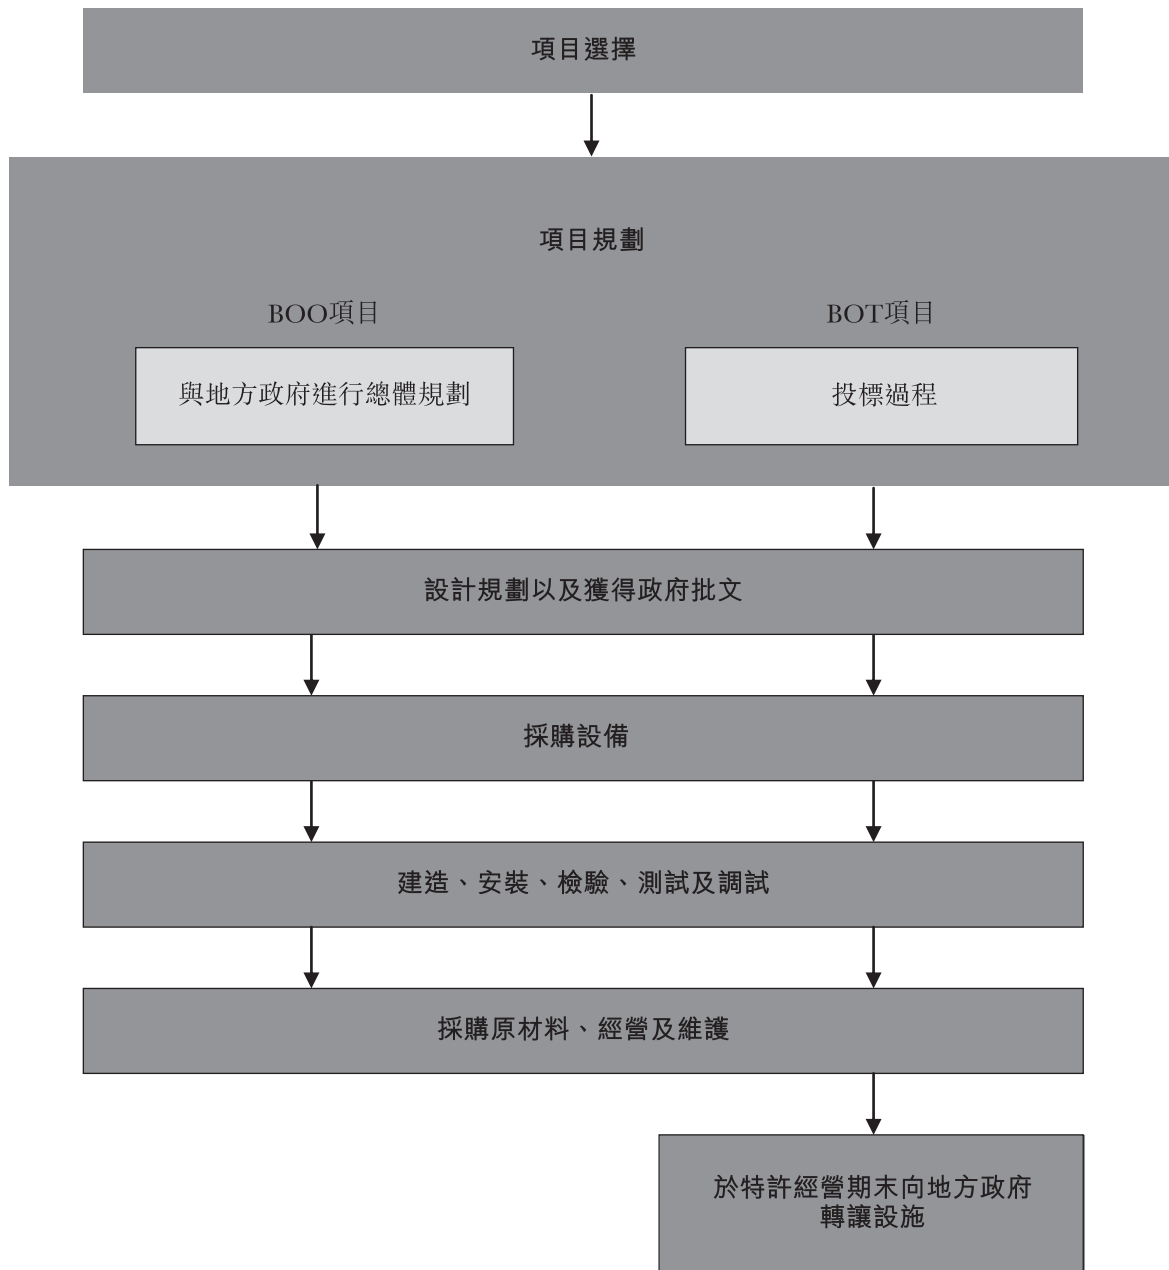 項目選擇
項目規劃
BOO項目
BOT項目
與地方政府進行總體規劃
投標過程
設計規劃以及獲得政府批文
採購設備
建造、安裝、檢驗、測試及調試
採購原材料、經營及維護
於特許經營期末向地方政府
轉讓設施